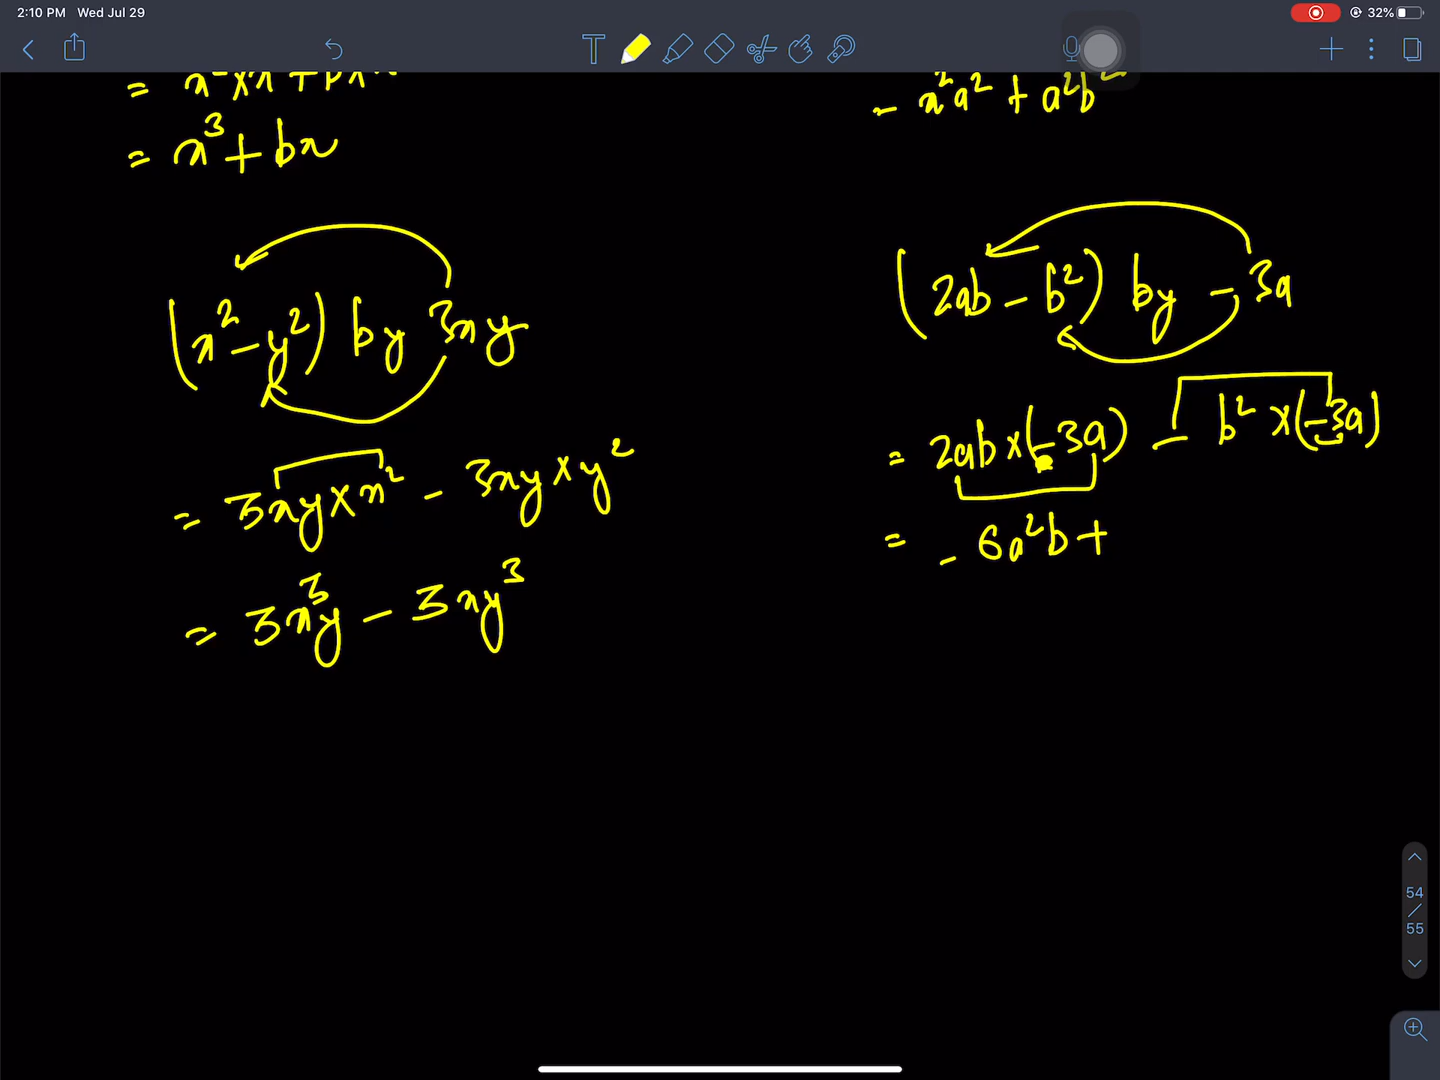 2:10 PM Wed Jul 29
32%
T
= x³ + bx
- x²a² + a²b²
(x² - y²) by 3xy
= 3xy × x² - 3xy × y²
= 3x³y - 3xy³
(2ab - b²) by - 3a
= 2ab × (-3a) - b² × (-3a)
= - 6a²b +
54
/
55